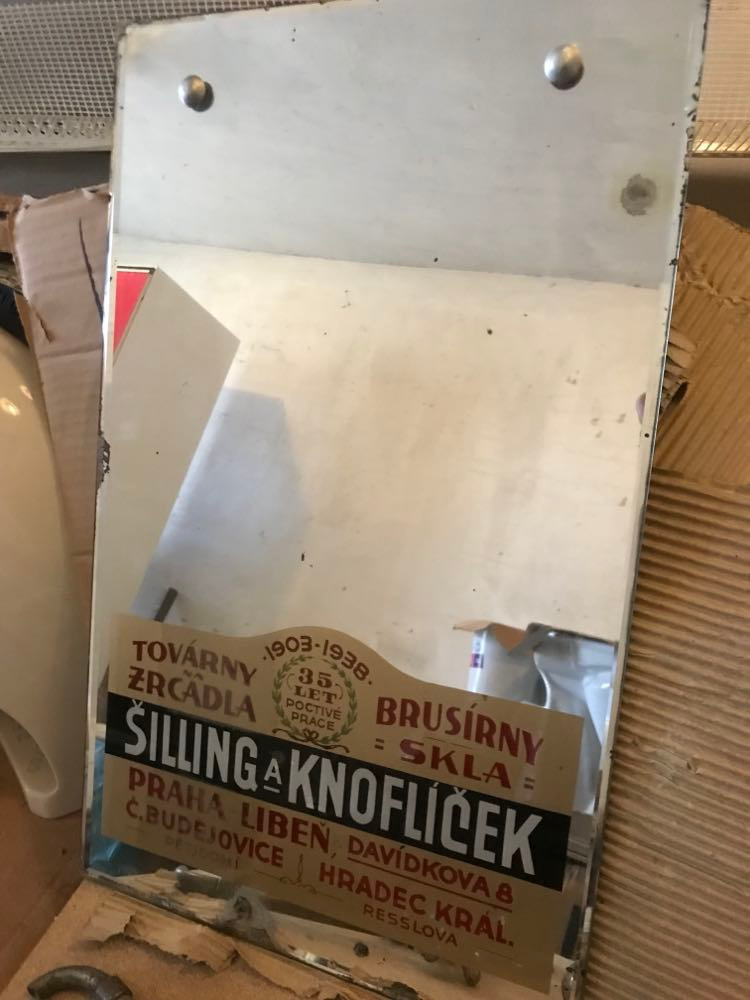 ·1903-1938·
35
LET
POCTIVÉ
PRÁCE
TOVÁRNY
NA
ZRCADLA
BRUSÍRNY
= SKLA =
ŠILLING A KNOFLÍČEK
PRAHA LIBEŇ, DAVÍDKOVA 8
Č.BUDĚJOVICE
HRADEC KRÁL.
RESSLOVA